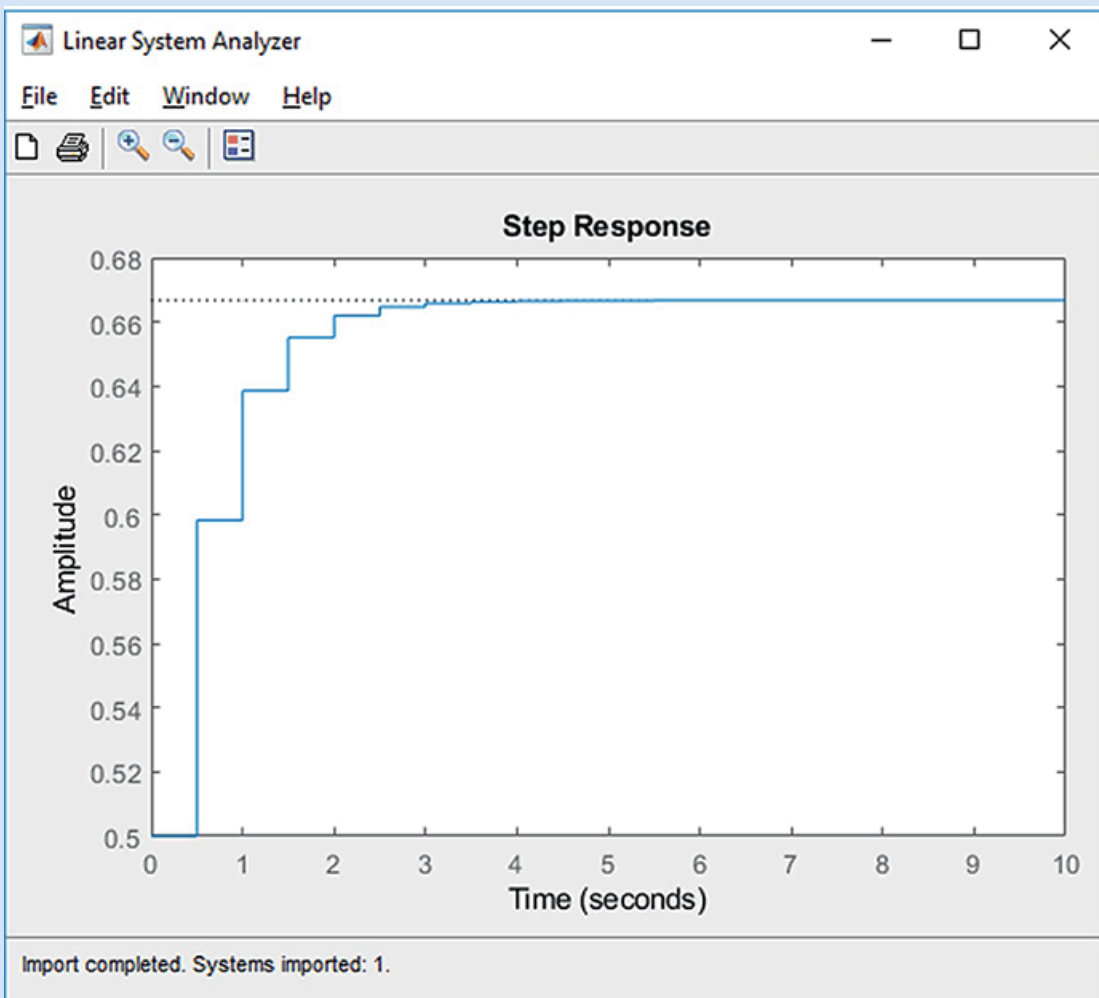 Linear System Analyzer
File Edit Window Help
Step Response
0.68
0.66
0.64
0.62
0.6
0.58
0.56
0.54
0.52
0.5
Amplitude
0 1 2 3 4 5 6 7 8 9 10
Time (seconds)
Import completed. Systems imported: 1.